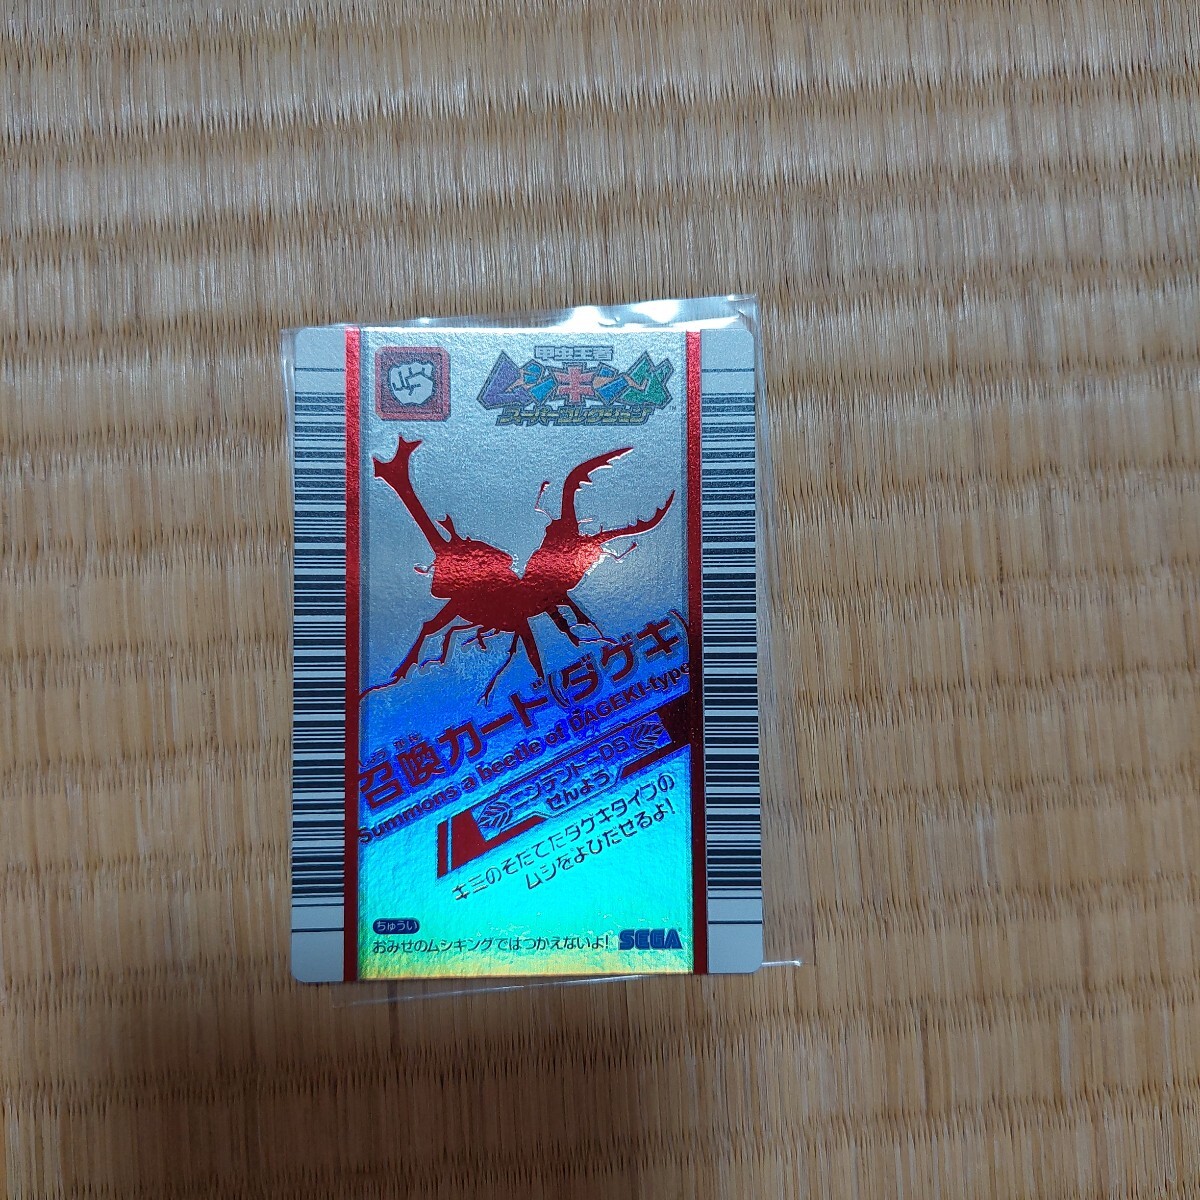 甲虫王者
ムシキング
スーパーコレクション
TM
しょうかん
召喚カード(ダゲキ)
Summons a beetle of DAGEKI-type
ニンテンドーDS
せんよう
キミのそだてたダゲキタイプの
ムシをよびだせるよ!
ちゅうい
おみせのムシキングではつかえないよ!
SEGA